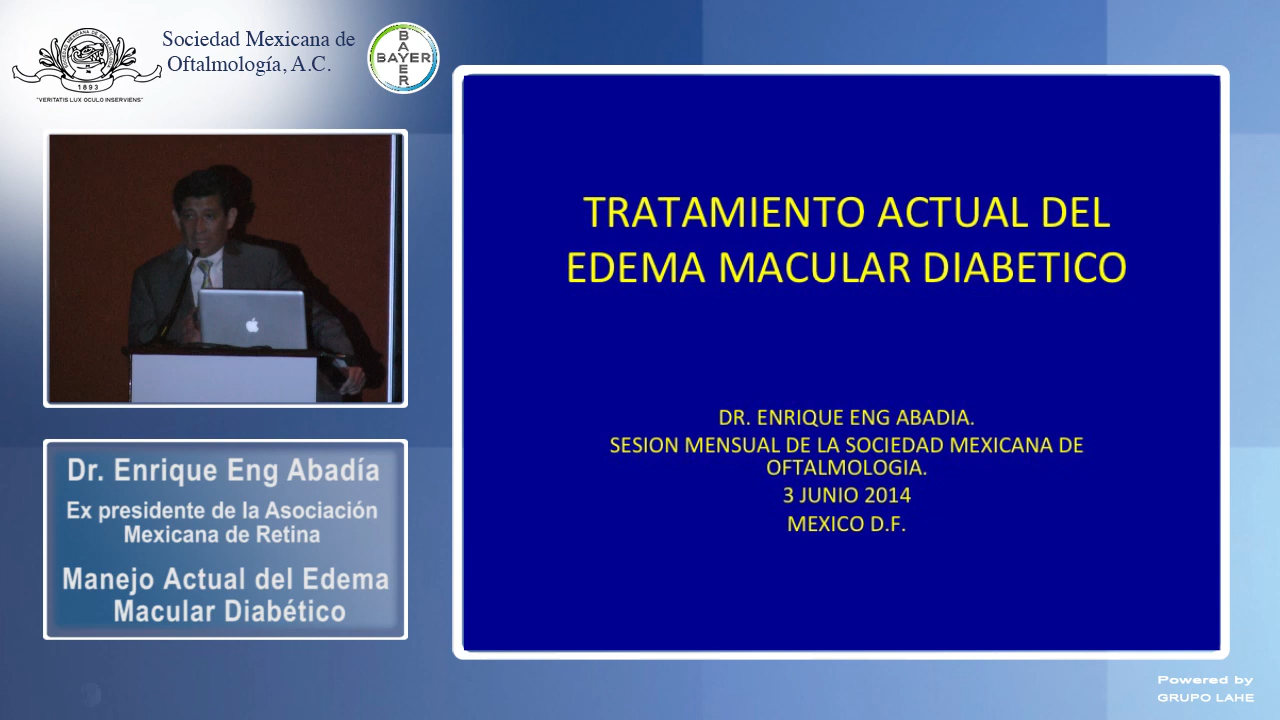 Sociedad Mexicana de
Oftalmología, A.C.
BAYER
BAYER
1893
"VERITATIS LUX OCULO INSERVIENS"
Dr. Enrique Eng Abadía
Ex presidente de la Asociación
Mexicana de Retina
Manejo Actual del Edema
Macular Diabético
TRATAMIENTO ACTUAL DEL
EDEMA MACULAR DIABETICO
DR. ENRIQUE ENG ABADIA.
SESION MENSUAL DE LA SOCIEDAD MEXICANA DE
OFTALMOLOGIA.
3 JUNIO 2014
MEXICO D.F.
Powered by
GRUPO LAHE